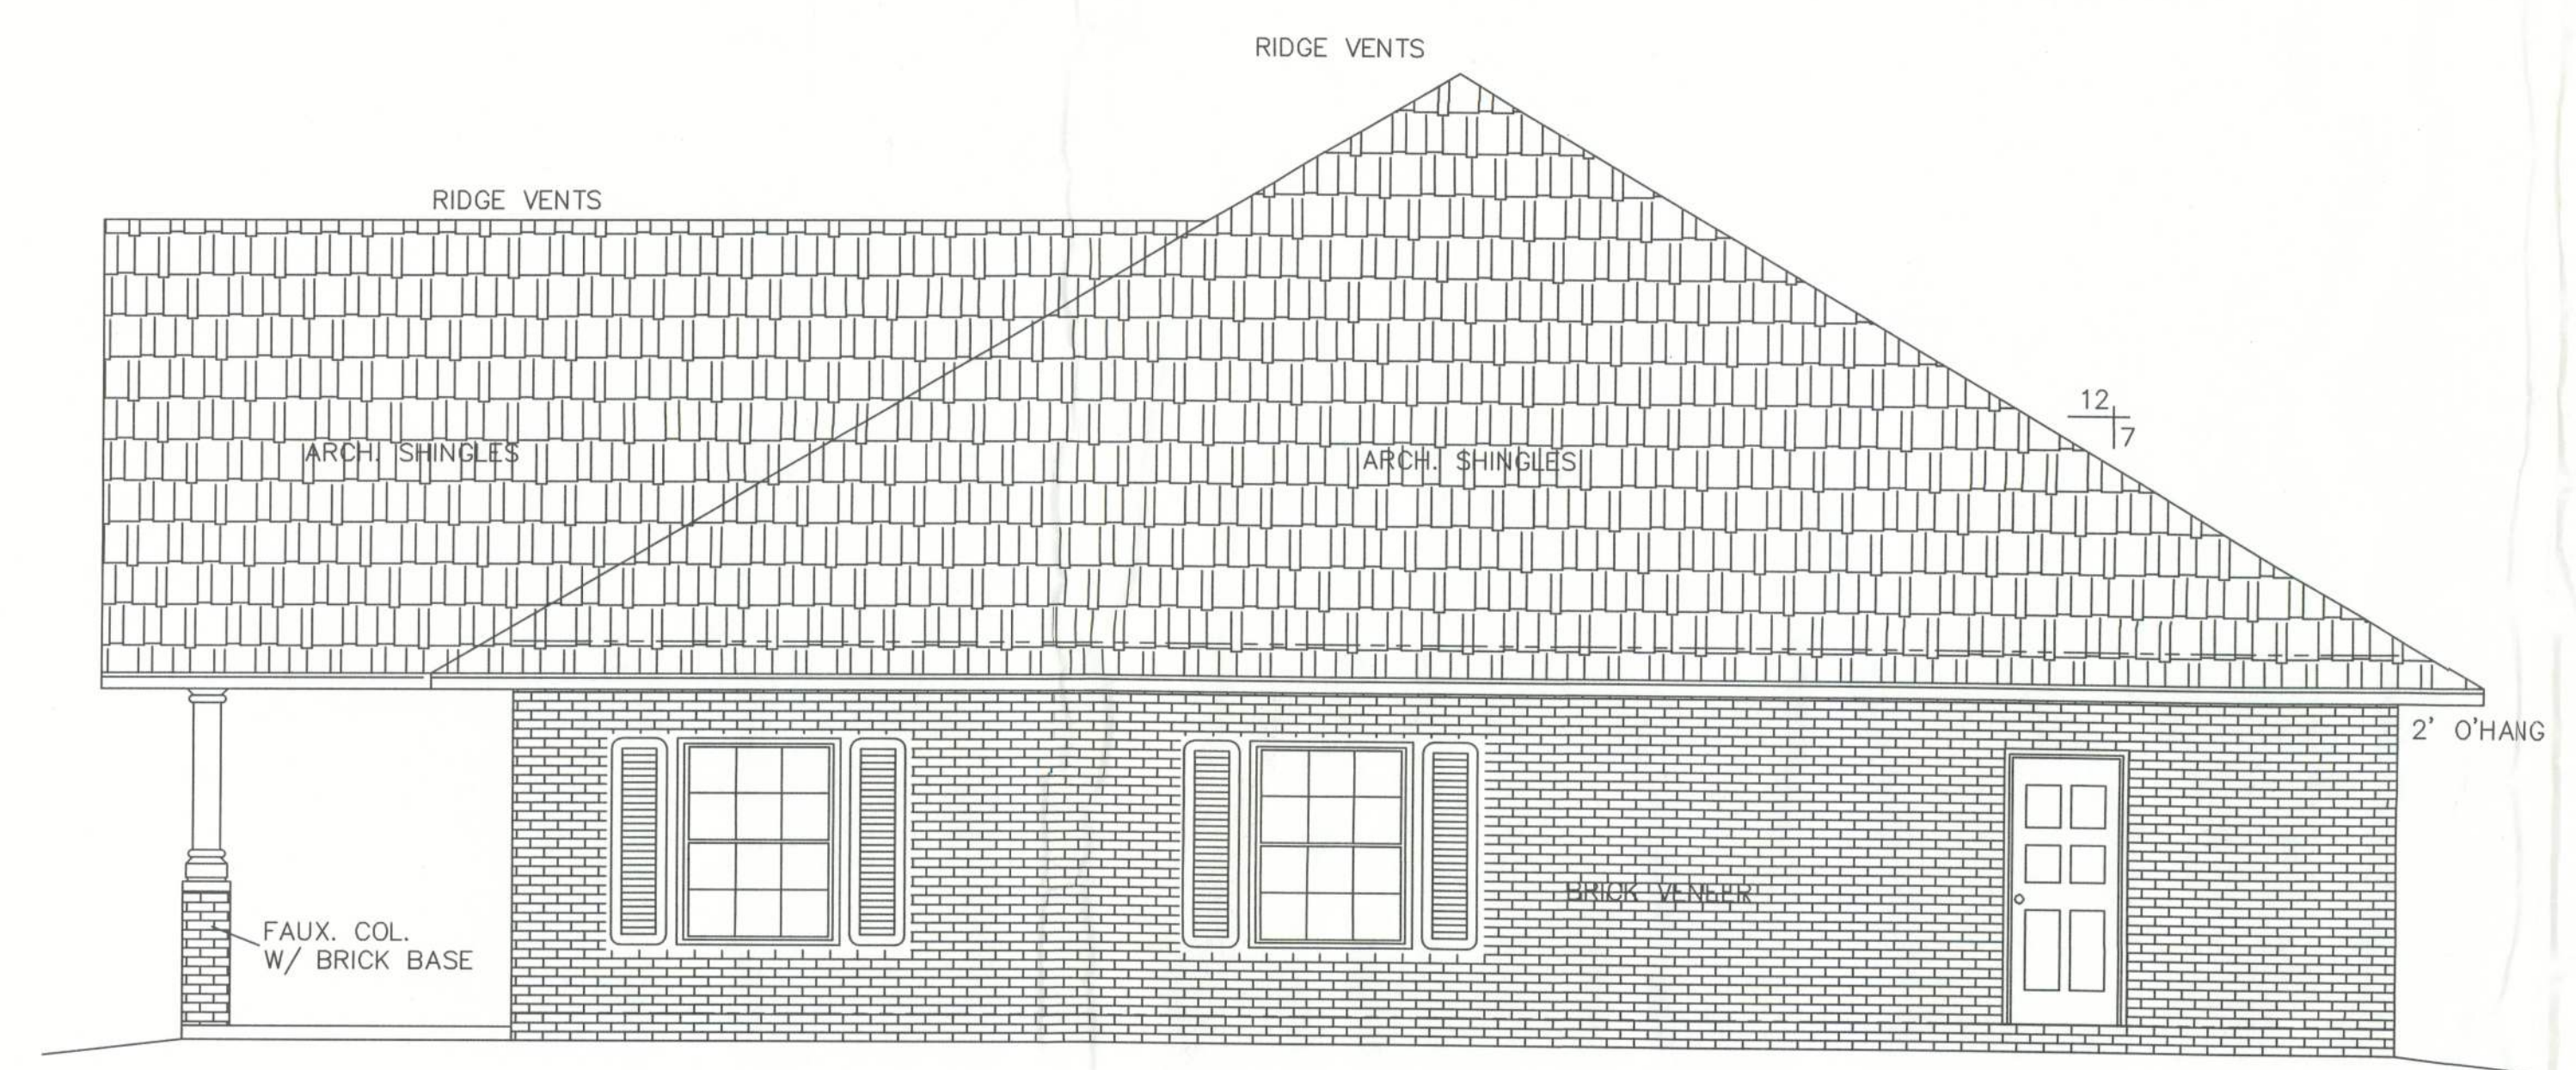 RIDGE VENTS
RIDGE VENTS
12
7
ARCH. SHINGLES
ARCH. SHINGLES
2' O'HANG
BRICK VENEER
FAUX. COL.
W/ BRICK BASE